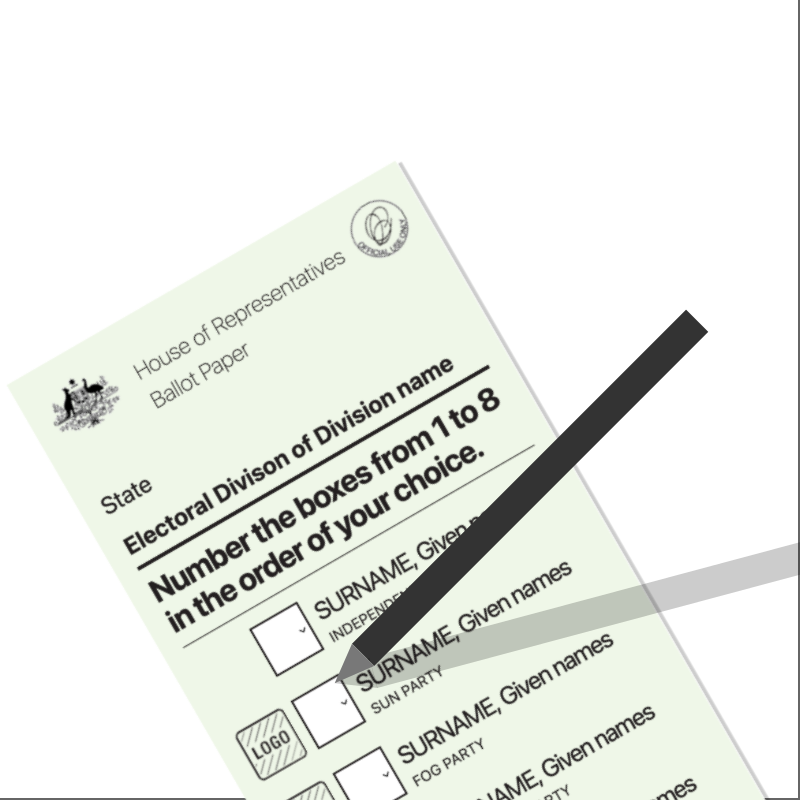 OFFICIAL USE ONLY
House of Representatives
Ballot Paper
State
Electoral Divison of Division name
Number the boxes from 1 to 8
in the order of your choice.
SURNAME, Given
SURNAME, Given names
SUN PARTY
LOGO
SURNAME, Given names
FOG PARTY
Given names